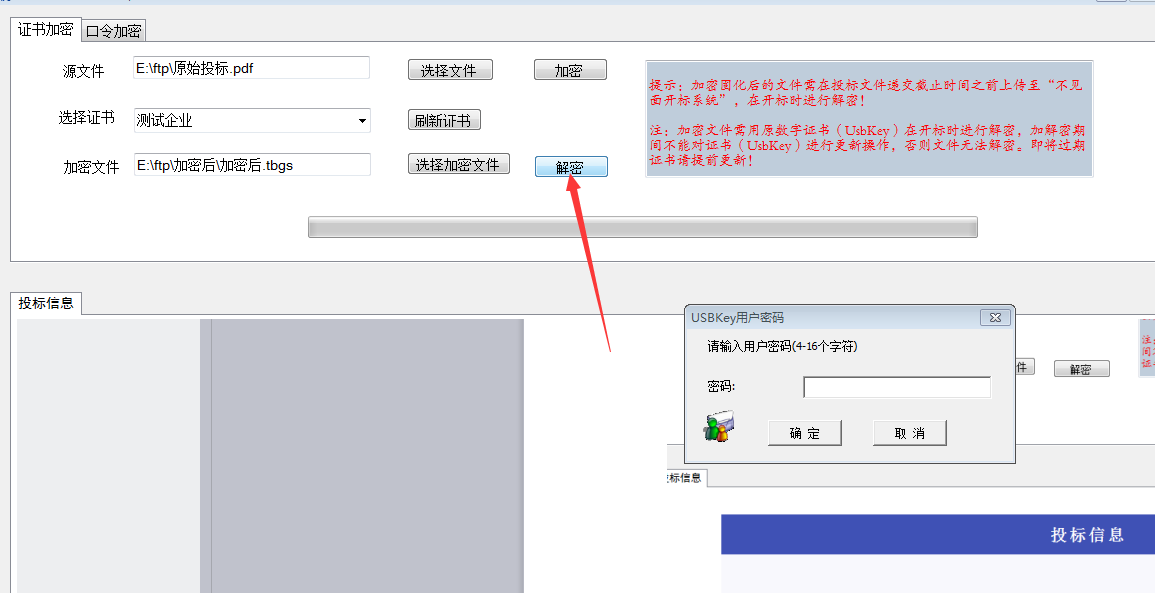 证书加密 口令加密
源文件 E:\ftp\原始投标.pdf 选择文件 加密
提示：加密固化后的文件需在投标文件递交截止时间之前上传至“不见
面开标系统”，在开标时进行解密！
注：加密文件需用原数字证书（UsbKey）在开标时进行解密，加解密期
间不能对证书（UsbKey）进行更新操作，否则文件无法解密。即将过期
证书请提前更新！
选择证书 测试企业 刷新证书
加密文件 E:\ftp\加密后\加密后.tbgs 选择加密文件 解密
投标信息
USBKey用户密码
请输入用户密码(4-16个字符)
密码:
确 定 取 消
件 解密
注：
间不
证书
标信息
投标信息